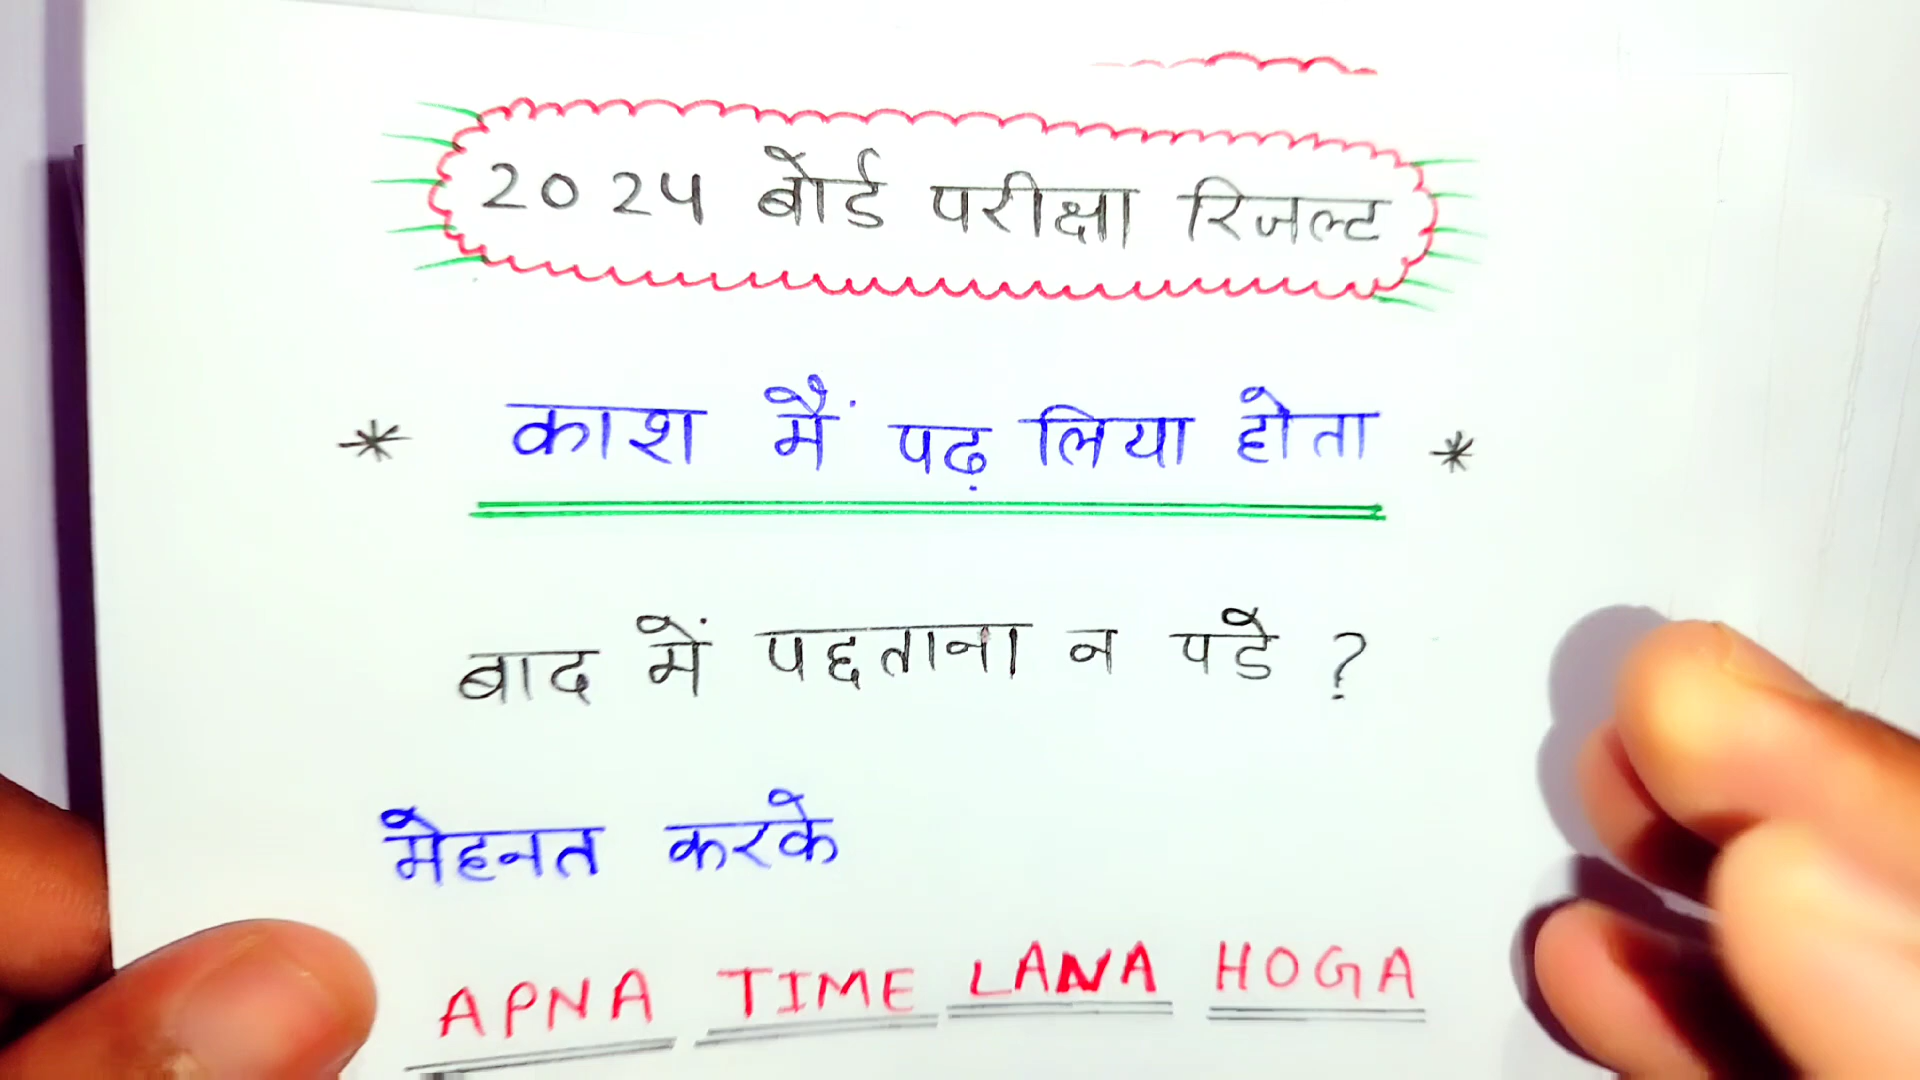 2024 बोर्ड परीक्षा रिजल्ट
* काश मैं पढ़ लिया होता *
बाद में पछताना न पडे ?
मेहनत करके
APNA TIME LANA HOGA